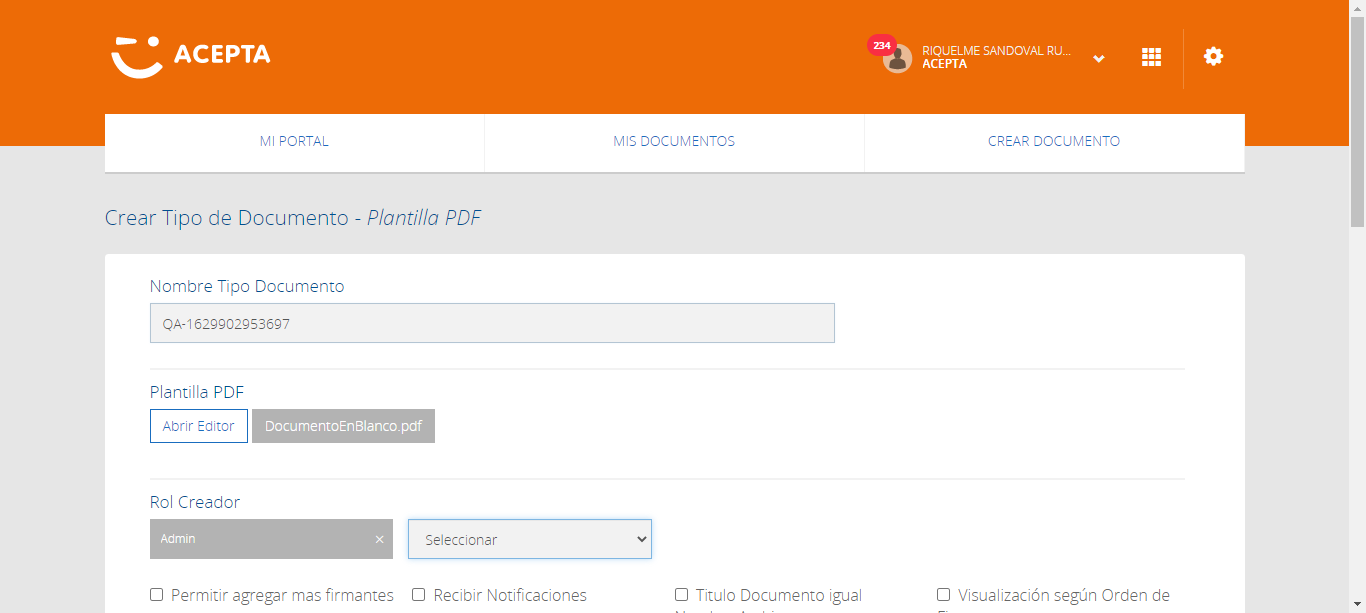 ACEPTA
234
RIQUELME SANDOVAL RU...
ACEPTA
MI PORTAL
MIS DOCUMENTOS
CREAR DOCUMENTO
Crear Tipo de Documento - Plantilla PDF
Nombre Tipo Documento
QA-1629902953697
Plantilla PDF
Abrir Editor
DocumentoEnBlanco.pdf
Rol Creador
Admin ×
Seleccionar
Permitir agregar mas firmantes
Recibir Notificaciones
Titulo Documento igual
Visualización según Orden de